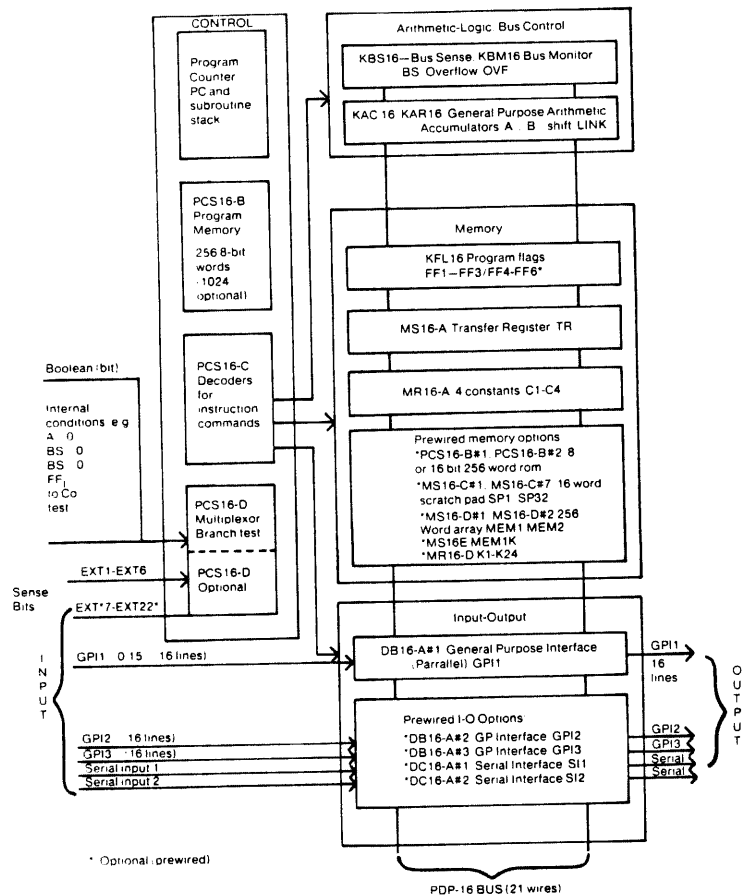 CONTROL
Program
Counter
PC and
subroutine
stack
PCS16-B
Program
Memory
256 8-bit
words
(1024
optional)
PCS16-C
Decoders
for
instruction
commands
PCS16-D
Multiplexor
Branch test
PCS16-D
Optional
Boolean (bit)
Internal
conditions e.g
A 0
BS 0
BS 0
FF1
to Co
test
Sense
Bits
EXT1-EXT6
EXT*7-EXT22*
INPUT
GPI1 0 15 16 lines)
GPI2 16 lines)
GPI3 16 lines)
Serial input 1
Serial input 2
Arithmetic-Logic Bus Control
KBS16—Bus Sense. KBM16 Bus Monitor
BS Overflow OVF
KAC 16 KAR16 General Purpose Arithmetic
Accumulators A . B shift LINK
Memory
KFL16 Program flags
FF1—FF3/FF4-FF6*
MS16-A Transfer Register TR
MR16-A 4 constants C1-C4
Prewired memory options
*PCS16-B#1. PCS16-B#2 8
or 16 bit 256 word rom
*MS16-C#1. MS16-C#7 16 word
scratch pad SP1 SP32
*MS16-D#1 MS16-D#2 256
Word array MEM1 MEM2
*MS16E MEM1K
*MR16-D K1-K24
Input-Output
DB16-A#1 General Purpose Interface
(Parrallel) GPI1
Prewired I-O Options
*DB16-A#2 GP Interface GPI2
*DB16-A#3 GP Interface GPI3
*DC16-A#1 Serial Interface SI1
*DC16-A#2 Serial Interface SI2
GPI1
16
lines
GPI2
GPI3
Serial
Serial
OUTPUT
* Optional (prewired)
PDP-16 BUS (21 wires)